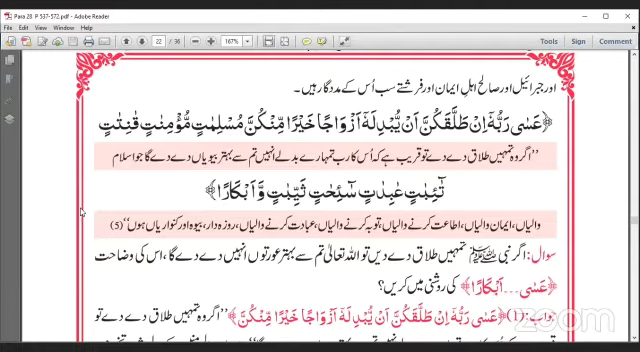 Para 28 P 537-572.pdf - Adobe Reader
File Edit View Window Help
22 / 36 167% Tools Sign Comment
اور جبرائیل اور صالح اہلِ ایمان اور فرشتے سب اُس کے مددگار ہیں۔
﴿عَسٰى رَبُّهٗۤ اِنْ طَلَّقَكُنَّ اَنْ يُّبْدِلَهٗۤ اَزْوَاجًا خَيْرًا مِّنْكُنَّ مُسْلِمٰتٍ مُّؤْمِنٰتٍ قٰنِتٰتٍ
’’اگر وہ تمہیں طلاق دے دے تو قریب ہے کہ اُس کا رب تمہارے بدلے اُنہیں تم سے بہتر بیویاں دے دے گا جو اسلام
تٰٓئِبٰتٍ عٰبِدٰتٍ سٰٓئِحٰتٍ ثَيِّبٰتٍ وَّ اَبْكَارًا﴾
والیاں، ایمان والیاں، اطاعت کرنے والیاں، توبہ کرنے والیاں، عبادت کرنے والیاں، روزہ دار، بیوہ اور کنواریاں ہوں‘‘ (5)
سوال: اگر نبی ﷺ تمہیں طلاق دے دیں تو اللہ تعالیٰ تم سے بہتر عورتوں انہیں دے دے گا، اس کی وضاحت
﴿عَسٰى ... اَبْكَارًا﴾ کی روشنی میں کریں؟
جواب: (1) ﴿عَسٰى رَبُّهٗۤ اِنْ طَلَّقَكُنَّ اَنْ يُّبْدِلَهٗۤ اَزْوَاجًا خَيْرًا مِّنْكُنَّ﴾ ’’اگر وہ تمہیں طلاق دے دے تو
zoom